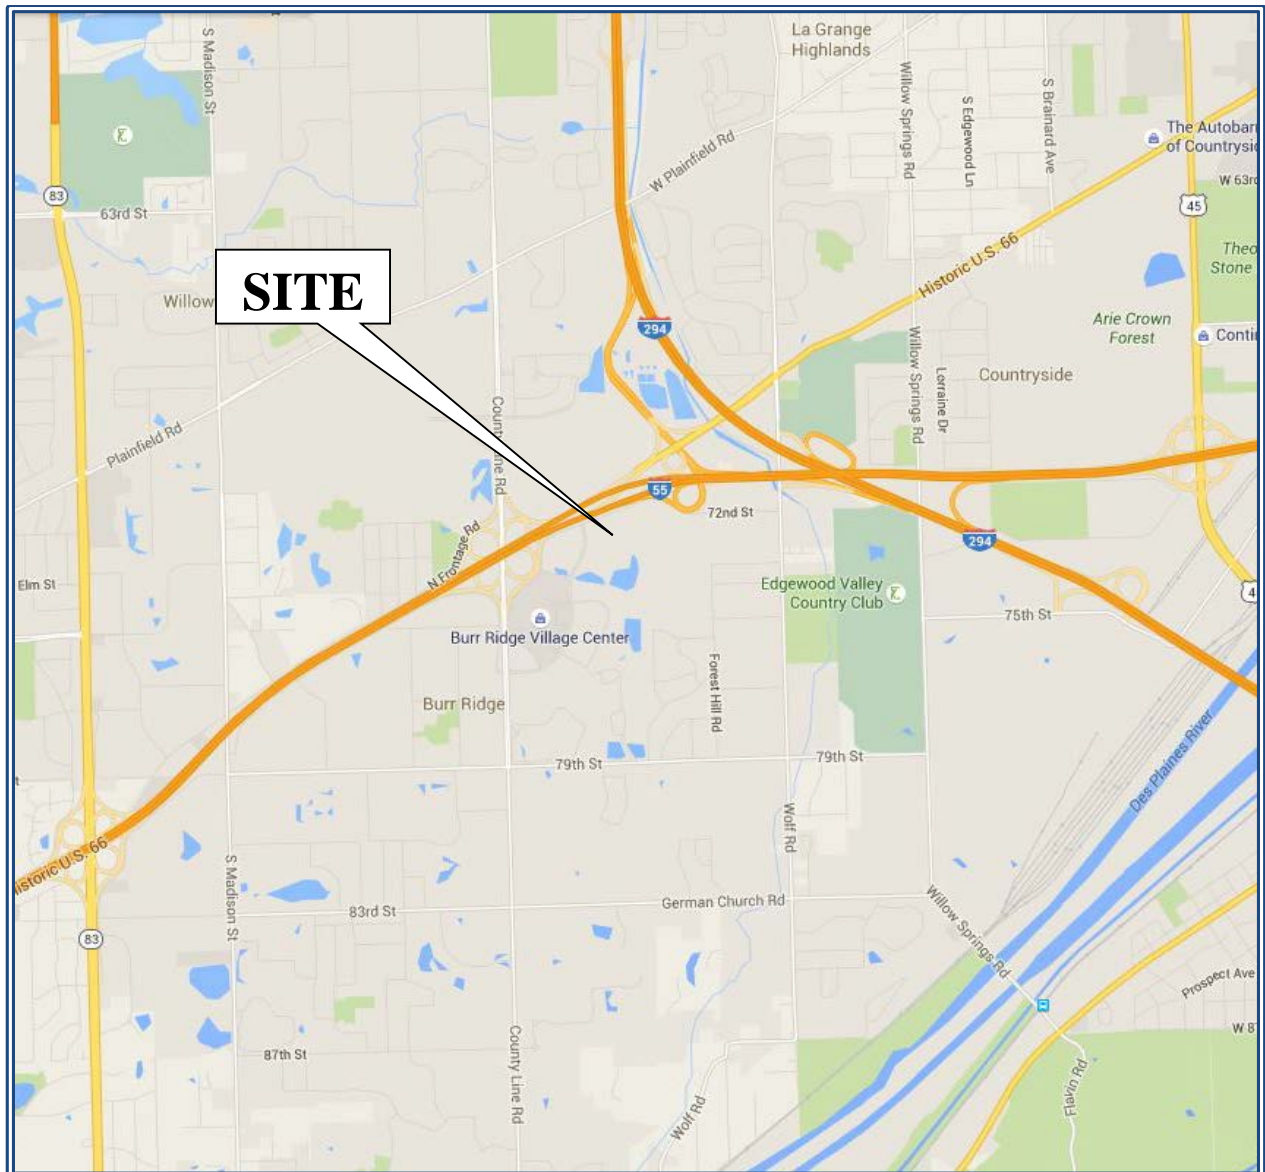 La Grange
Highlands
S Madison St
Willow Springs Rd
S Edgewood Ln
S Brainard Ave
The Autobarn
of Countryside
W Plainfield Rd
W 63rd
83
45
63rd St
Historic U.S. 66
Theo
Stone
SITE
Willow
294
Arie Crown
Forest
Conti
Willow Springs Rd
Lorraine Dr
Countryside
County Line Rd
Plainfield Rd
55
72nd St
294
N Frontage Rd
Elm St
Edgewood Valley
Country Club
4
75th St
Burr Ridge Village Center
Forest Hill Rd
Burr Ridge
79th St
79th St
Des Plaines River
Wolf Rd
istoric U.S. 66
S Madison St
83rd St
German Church Rd
Willow Springs Rd
83
Prospect Ave
W 8
87th St
County Line Rd
Wolf Rd
Flavin Rd